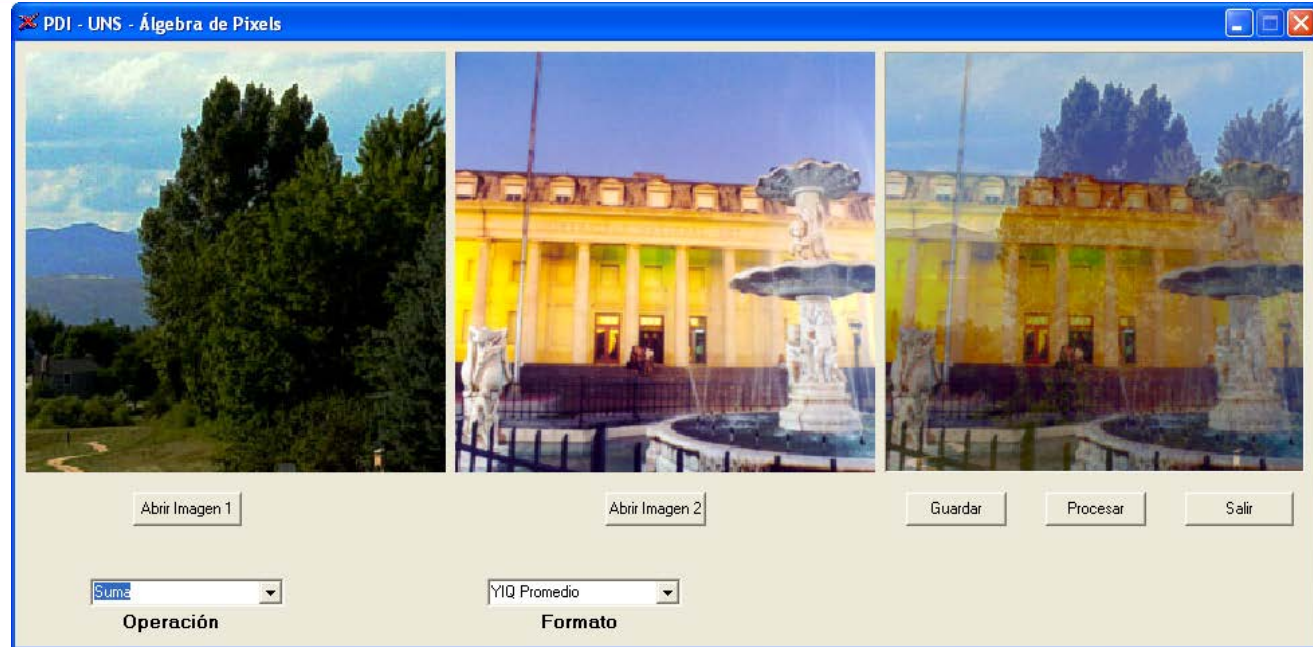 PDI - UNS - Álgebra de Pixels
Abrir Imagen 1
Abrir Imagen 2
Guardar
Procesar
Salir
Suma
YIQ Promedio
Operación
Formato